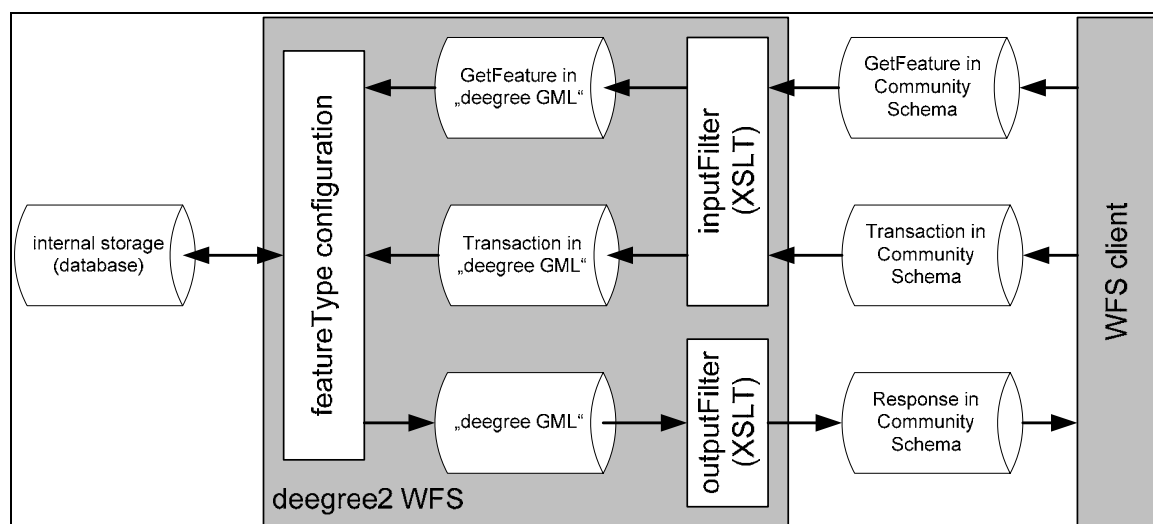 GetFeature in
„deegree GML“
GetFeature in
Community
Schema
inputFilter
(XSLT)
featureType configuration
internal storage
(database)
Transaction in
„deegree GML“
Transaction in
Community
Schema
WFS client
„deegree GML“
outputFilter
(XSLT)
Response in
Community
Schema
deegree2 WFS